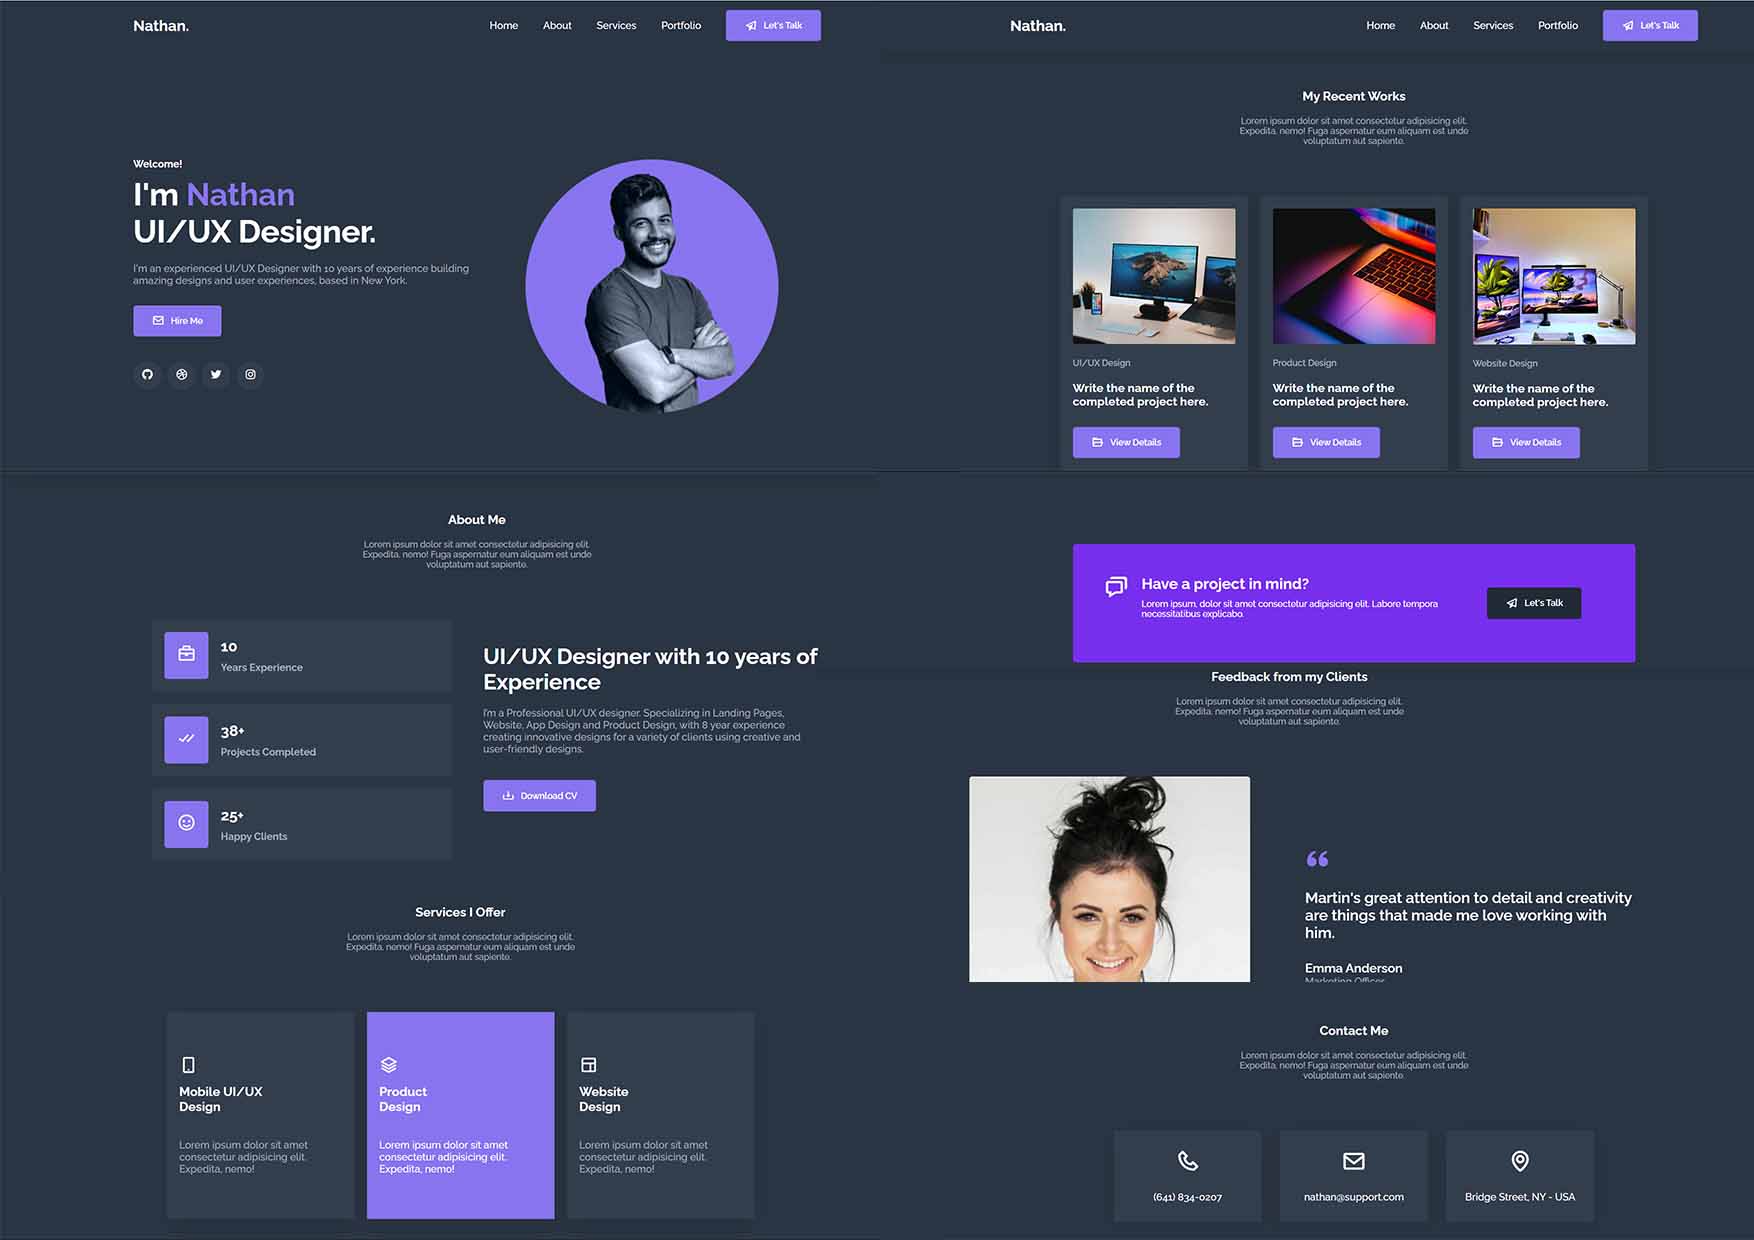 Nathan.
Home About Services Portfolio Let's Talk
Welcome!
I'm Nathan
UI/UX Designer.
I'm an experienced UI/UX Designer with 10 years of experience building
amazing designs and user experiences, based in New York.
Hire Me
About Me
Lorem ipsum dolor sit amet consectetur adipisicing elit.
Expedita, nemo! Fuga aspernatur eum aliquam est unde
voluptatum aut sapiente.
10
Years Experience
38+
Projects Completed
25+
Happy Clients
UI/UX Designer with 10 years of
Experience
I'm a Professional UI/UX designer. Specializing in Landing Pages,
Website, App Design and Product Design, with 8 year experience
creating innovative designs for a variety of clients using creative and
user-friendly designs.
Download CV
Services I Offer
Lorem ipsum dolor sit amet consectetur adipisicing elit.
Expedita, nemo! Fuga aspernatur eum aliquam est unde
voluptatum aut sapiente.
Mobile UI/UX
Design
Lorem ipsum dolor sit amet
consectetur adipisicing elit.
Expedita, nemo!
Product
Design
Lorem ipsum dolor sit amet
consectetur adipisicing elit.
Expedita, nemo!
Website
Design
Lorem ipsum dolor sit amet
consectetur adipisicing elit.
Expedita, nemo!
Nathan.
Home About Services Portfolio Let's Talk
My Recent Works
Lorem ipsum dolor sit amet consectetur adipisicing elit.
Expedita, nemo! Fuga aspernatur eum aliquam est unde
voluptatum aut sapiente.
UI/UX Design
Write the name of the
completed project here.
View Details
Product Design
Write the name of the
completed project here.
View Details
Website Design
Write the name of the
completed project here.
View Details
Have a project in mind?
Lorem ipsum, dolor sit amet consectetur adipisicing elit. Labore tempora
necessitatibus explicabo.
Let's Talk
Feedback from my Clients
Lorem ipsum dolor sit amet consectetur adipisicing elit.
Expedita, nemo! Fuga aspernatur eum aliquam est unde
voluptatum aut sapiente.
“
Martin's great attention to detail and creativity
are things that made me love working with
him.
Emma Anderson
Marketing Officer
Contact Me
Lorem ipsum dolor sit amet consectetur adipisicing elit.
Expedita, nemo! Fuga aspernatur eum aliquam est unde
voluptatum aut sapiente.
(641) 834-0207
nathan@support.com
Bridge Street, NY - USA